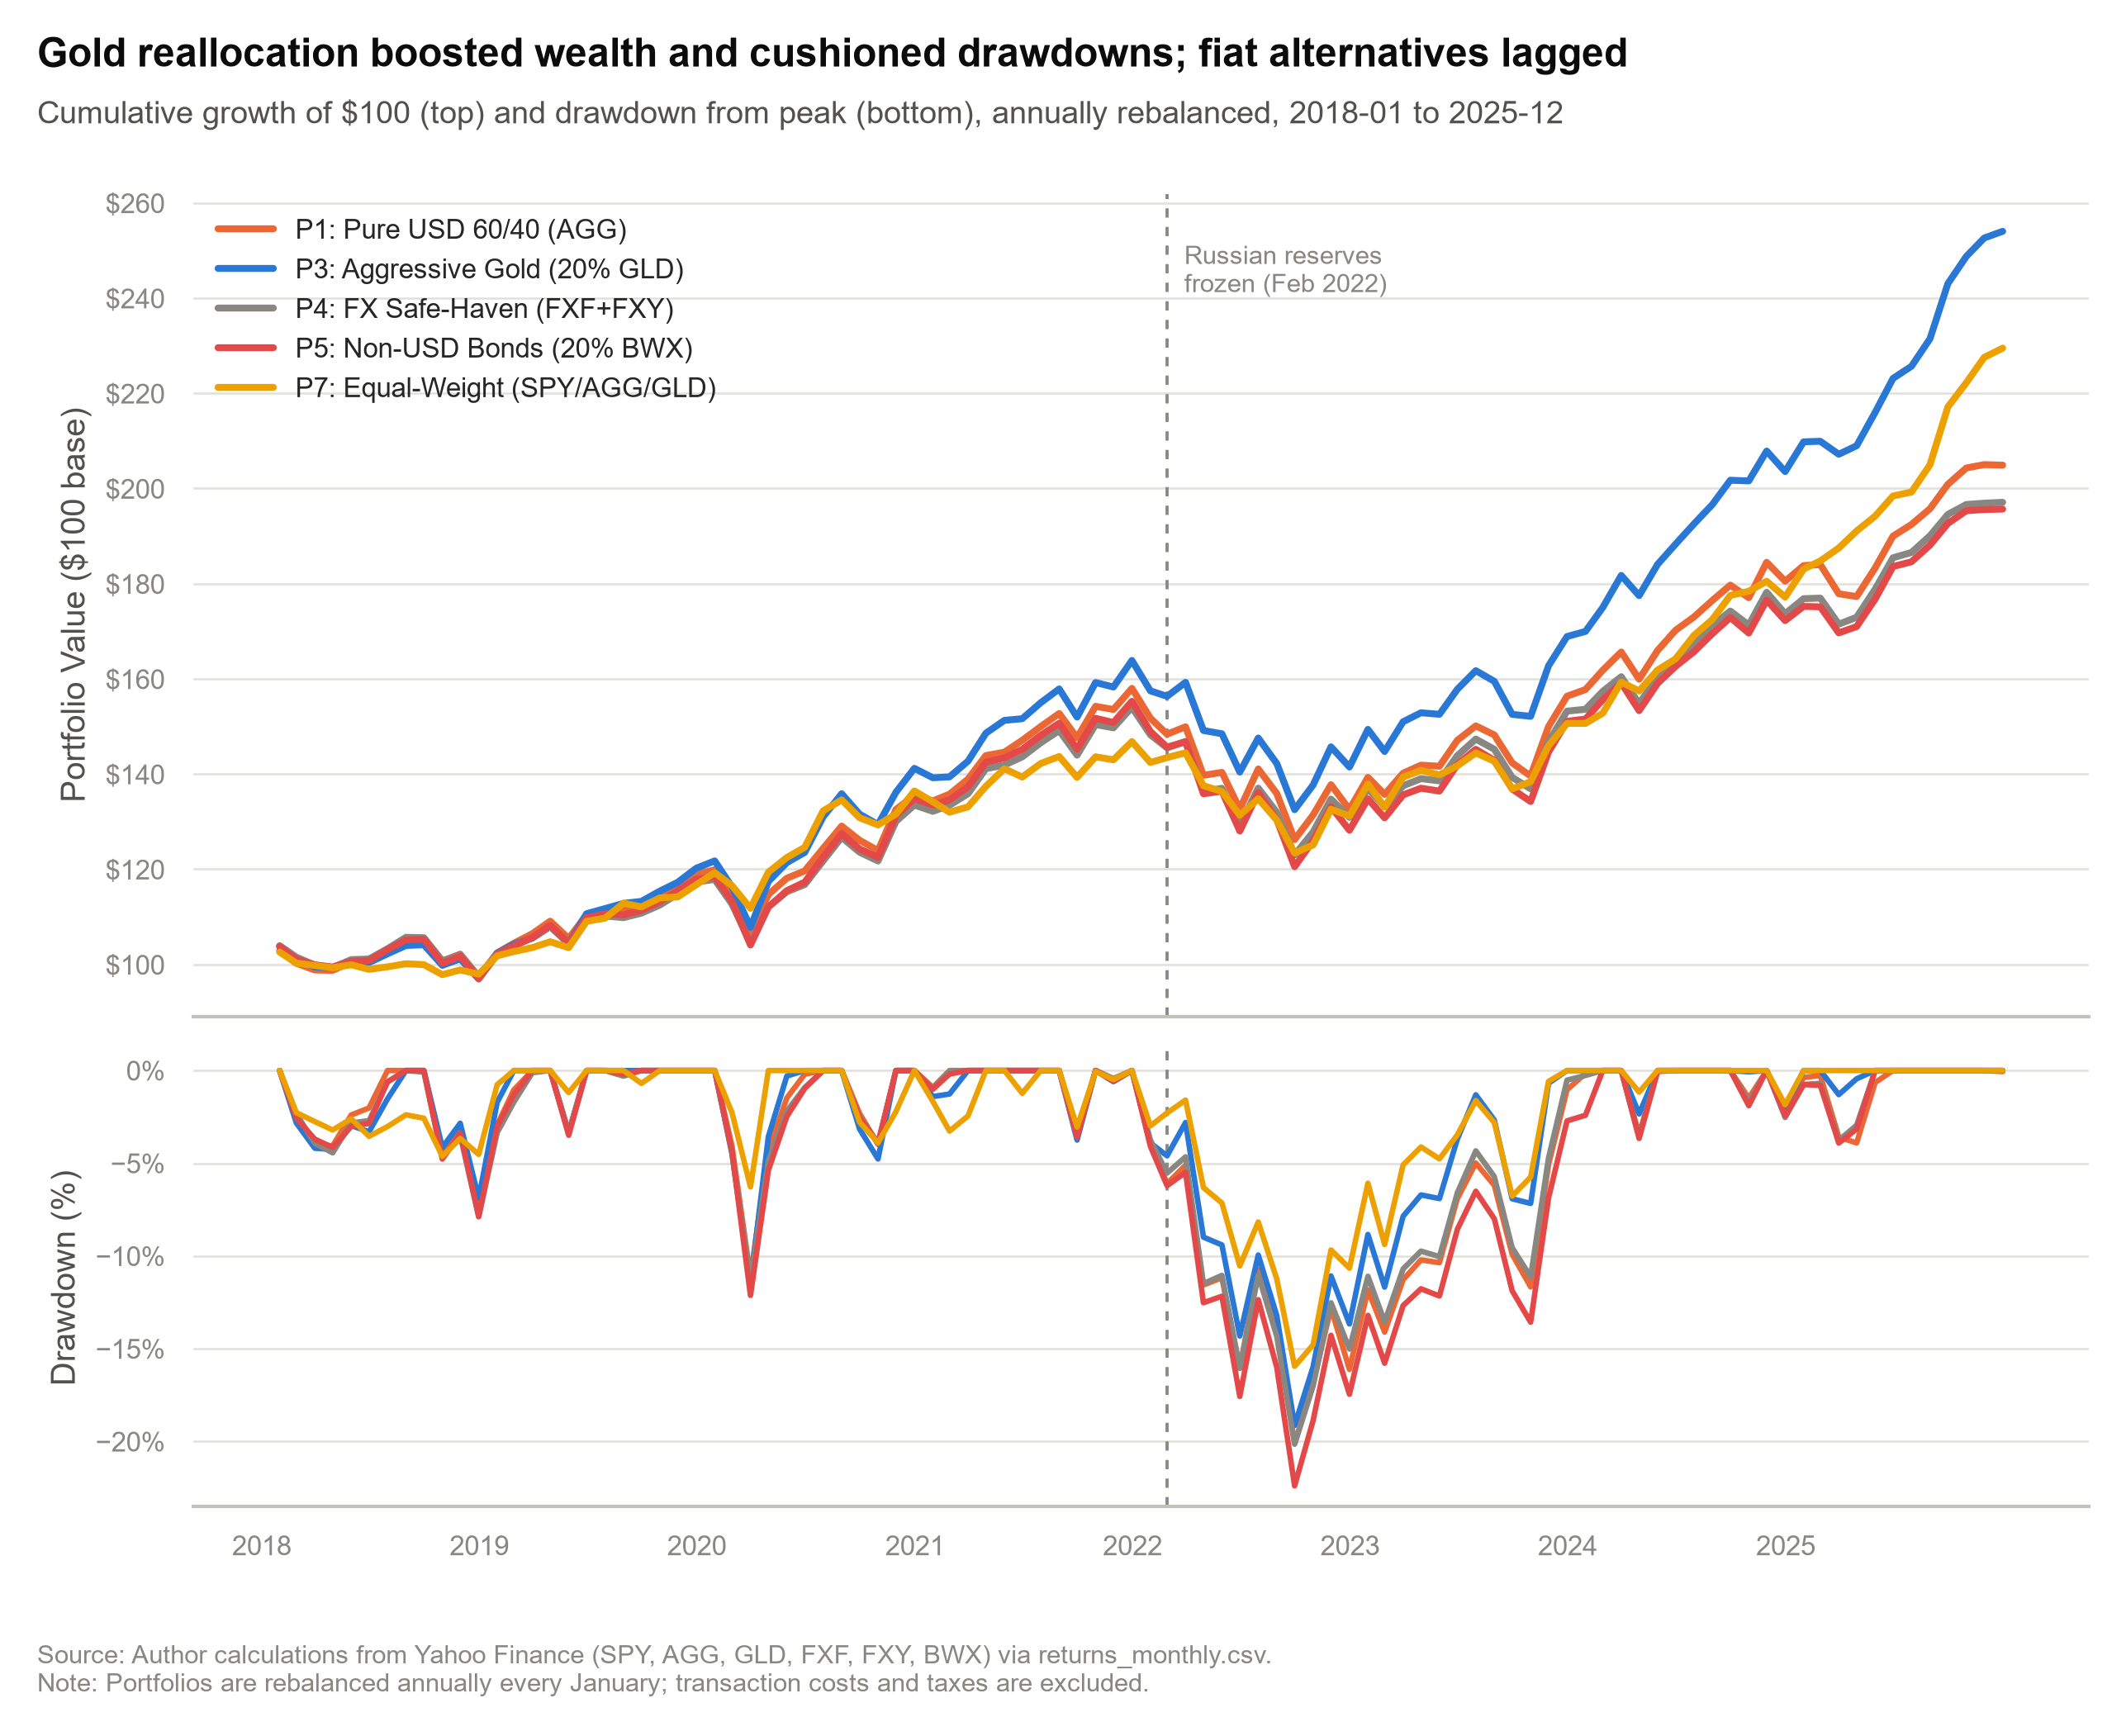 Gold reallocation boosted wealth and cushioned drawdowns; fiat alternatives lagged
Cumulative growth of $100 (top) and drawdown from peak (bottom), annually rebalanced, 2018-01 to 2025-12
Portfolio Value ($100 base)
$260
$240
$220
$200
$180
$160
$140
$120
$100
P1: Pure USD 60/40 (AGG)
P3: Aggressive Gold (20% GLD)
P4: FX Safe-Haven (FXF+FXY)
P5: Non-USD Bonds (20% BWX)
P7: Equal-Weight (SPY/AGG/GLD)
Russian reserves
frozen (Feb 2022)
Drawdown (%)
0%
−5%
−10%
−15%
−20%
2018 2019 2020 2021 2022 2023 2024 2025
Source: Author calculations from Yahoo Finance (SPY, AGG, GLD, FXF, FXY, BWX) via returns_monthly.csv.
Note: Portfolios are rebalanced annually every January; transaction costs and taxes are excluded.